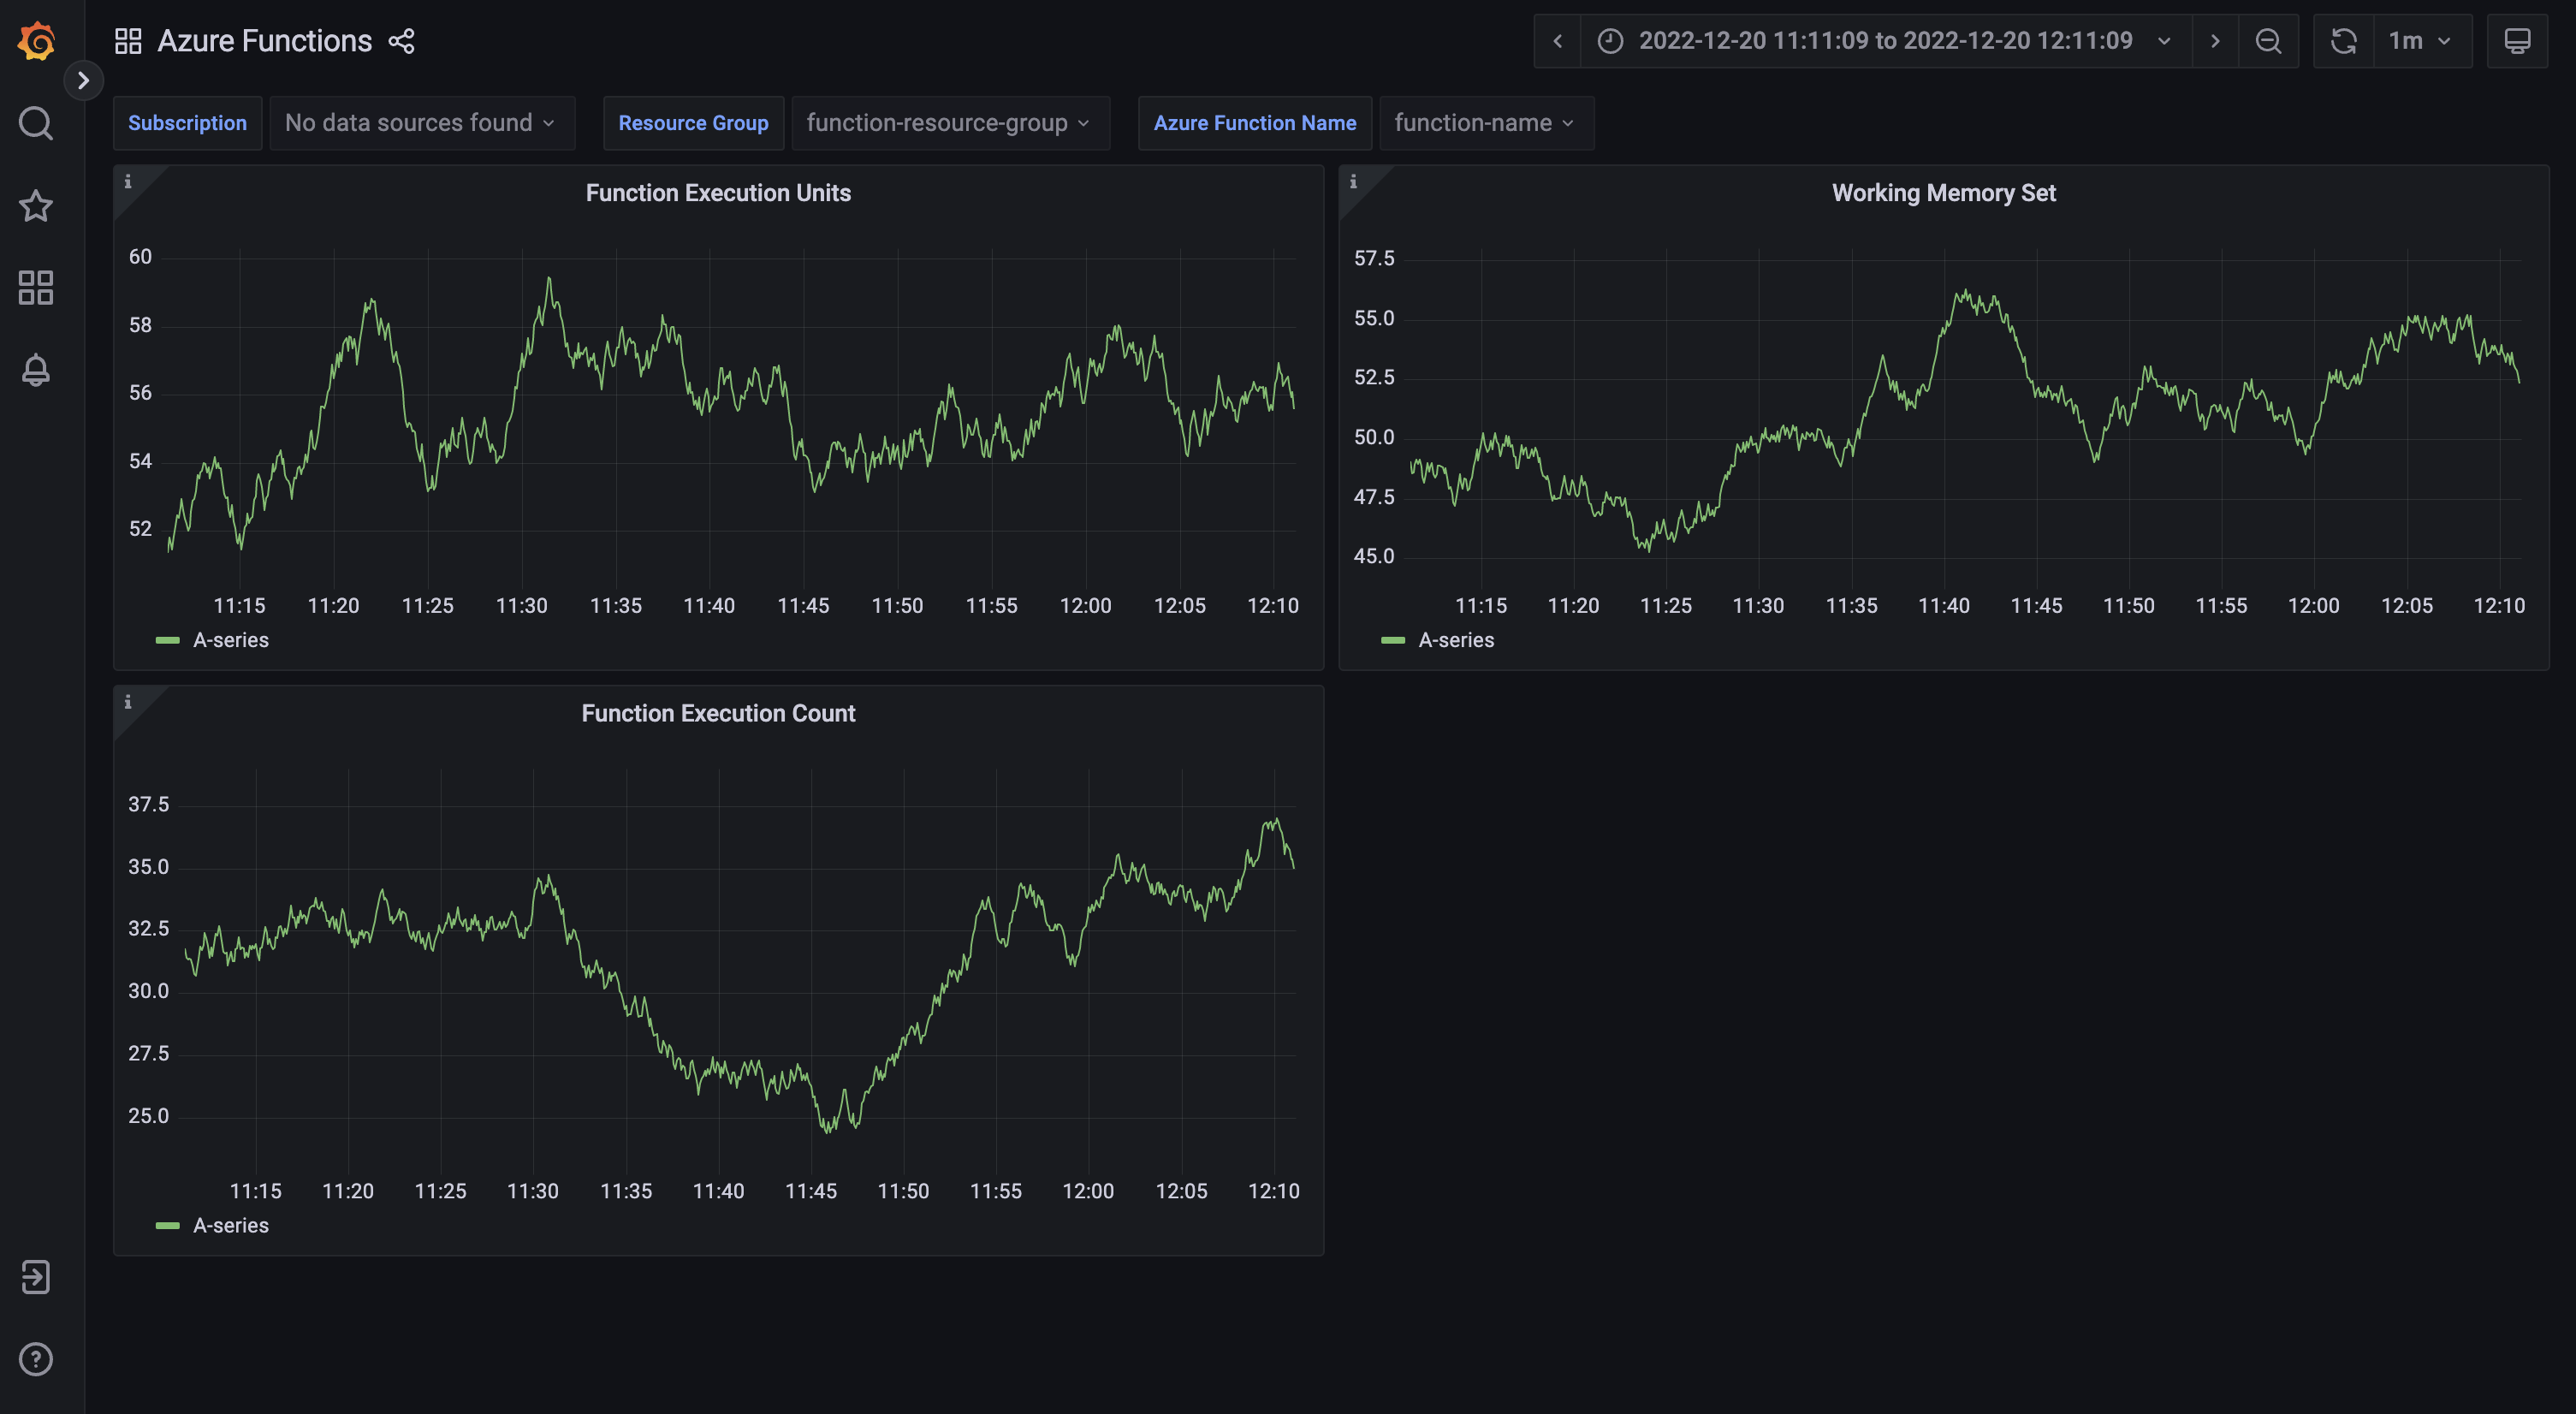 Azure Functions
2022-12-20 11:11:09 to 2022-12-20 12:11:09
1m
Subscription No data sources found Resource Group function-resource-group Azure Function Name function-name
Function Execution Units
60
58
56
54
52
11:15 11:20 11:25 11:30 11:35 11:40 11:45 11:50 11:55 12:00 12:05 12:10
A-series
Working Memory Set
57.5
55.0
52.5
50.0
47.5
45.0
11:15 11:20 11:25 11:30 11:35 11:40 11:45 11:50 11:55 12:00 12:05 12:10
A-series
Function Execution Count
37.5
35.0
32.5
30.0
27.5
25.0
11:15 11:20 11:25 11:30 11:35 11:40 11:45 11:50 11:55 12:00 12:05 12:10
A-series